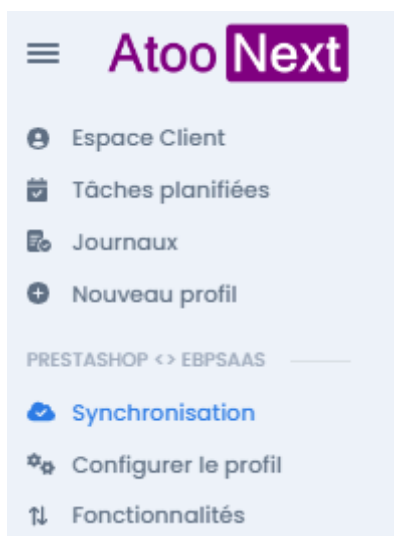 Atoo Next
Espace Client
Tâches planifiées
Journaux
Nouveau profil
PRESTASHOP <> EBPSAAS
Synchronisation
Configurer le profil
Fonctionnalités